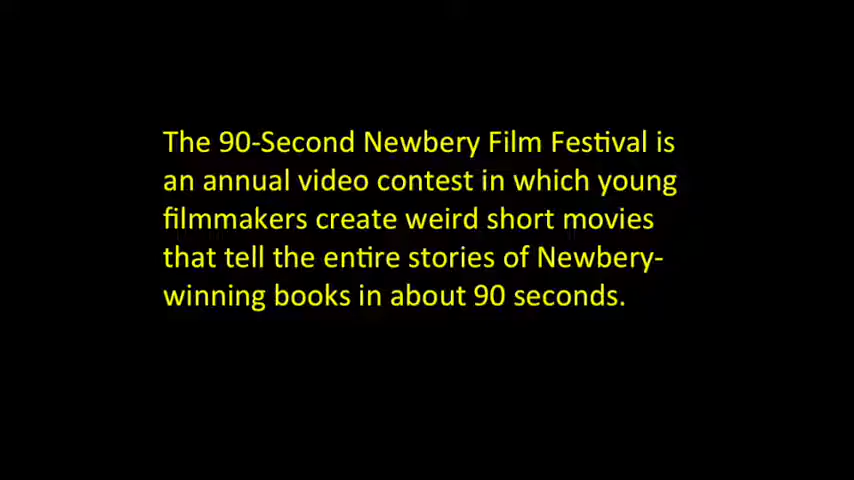 The 90-Second Newbery Film Festival is
an annual video contest in which young
filmmakers create weird short movies
that tell the entire stories of Newbery-
winning books in about 90 seconds.